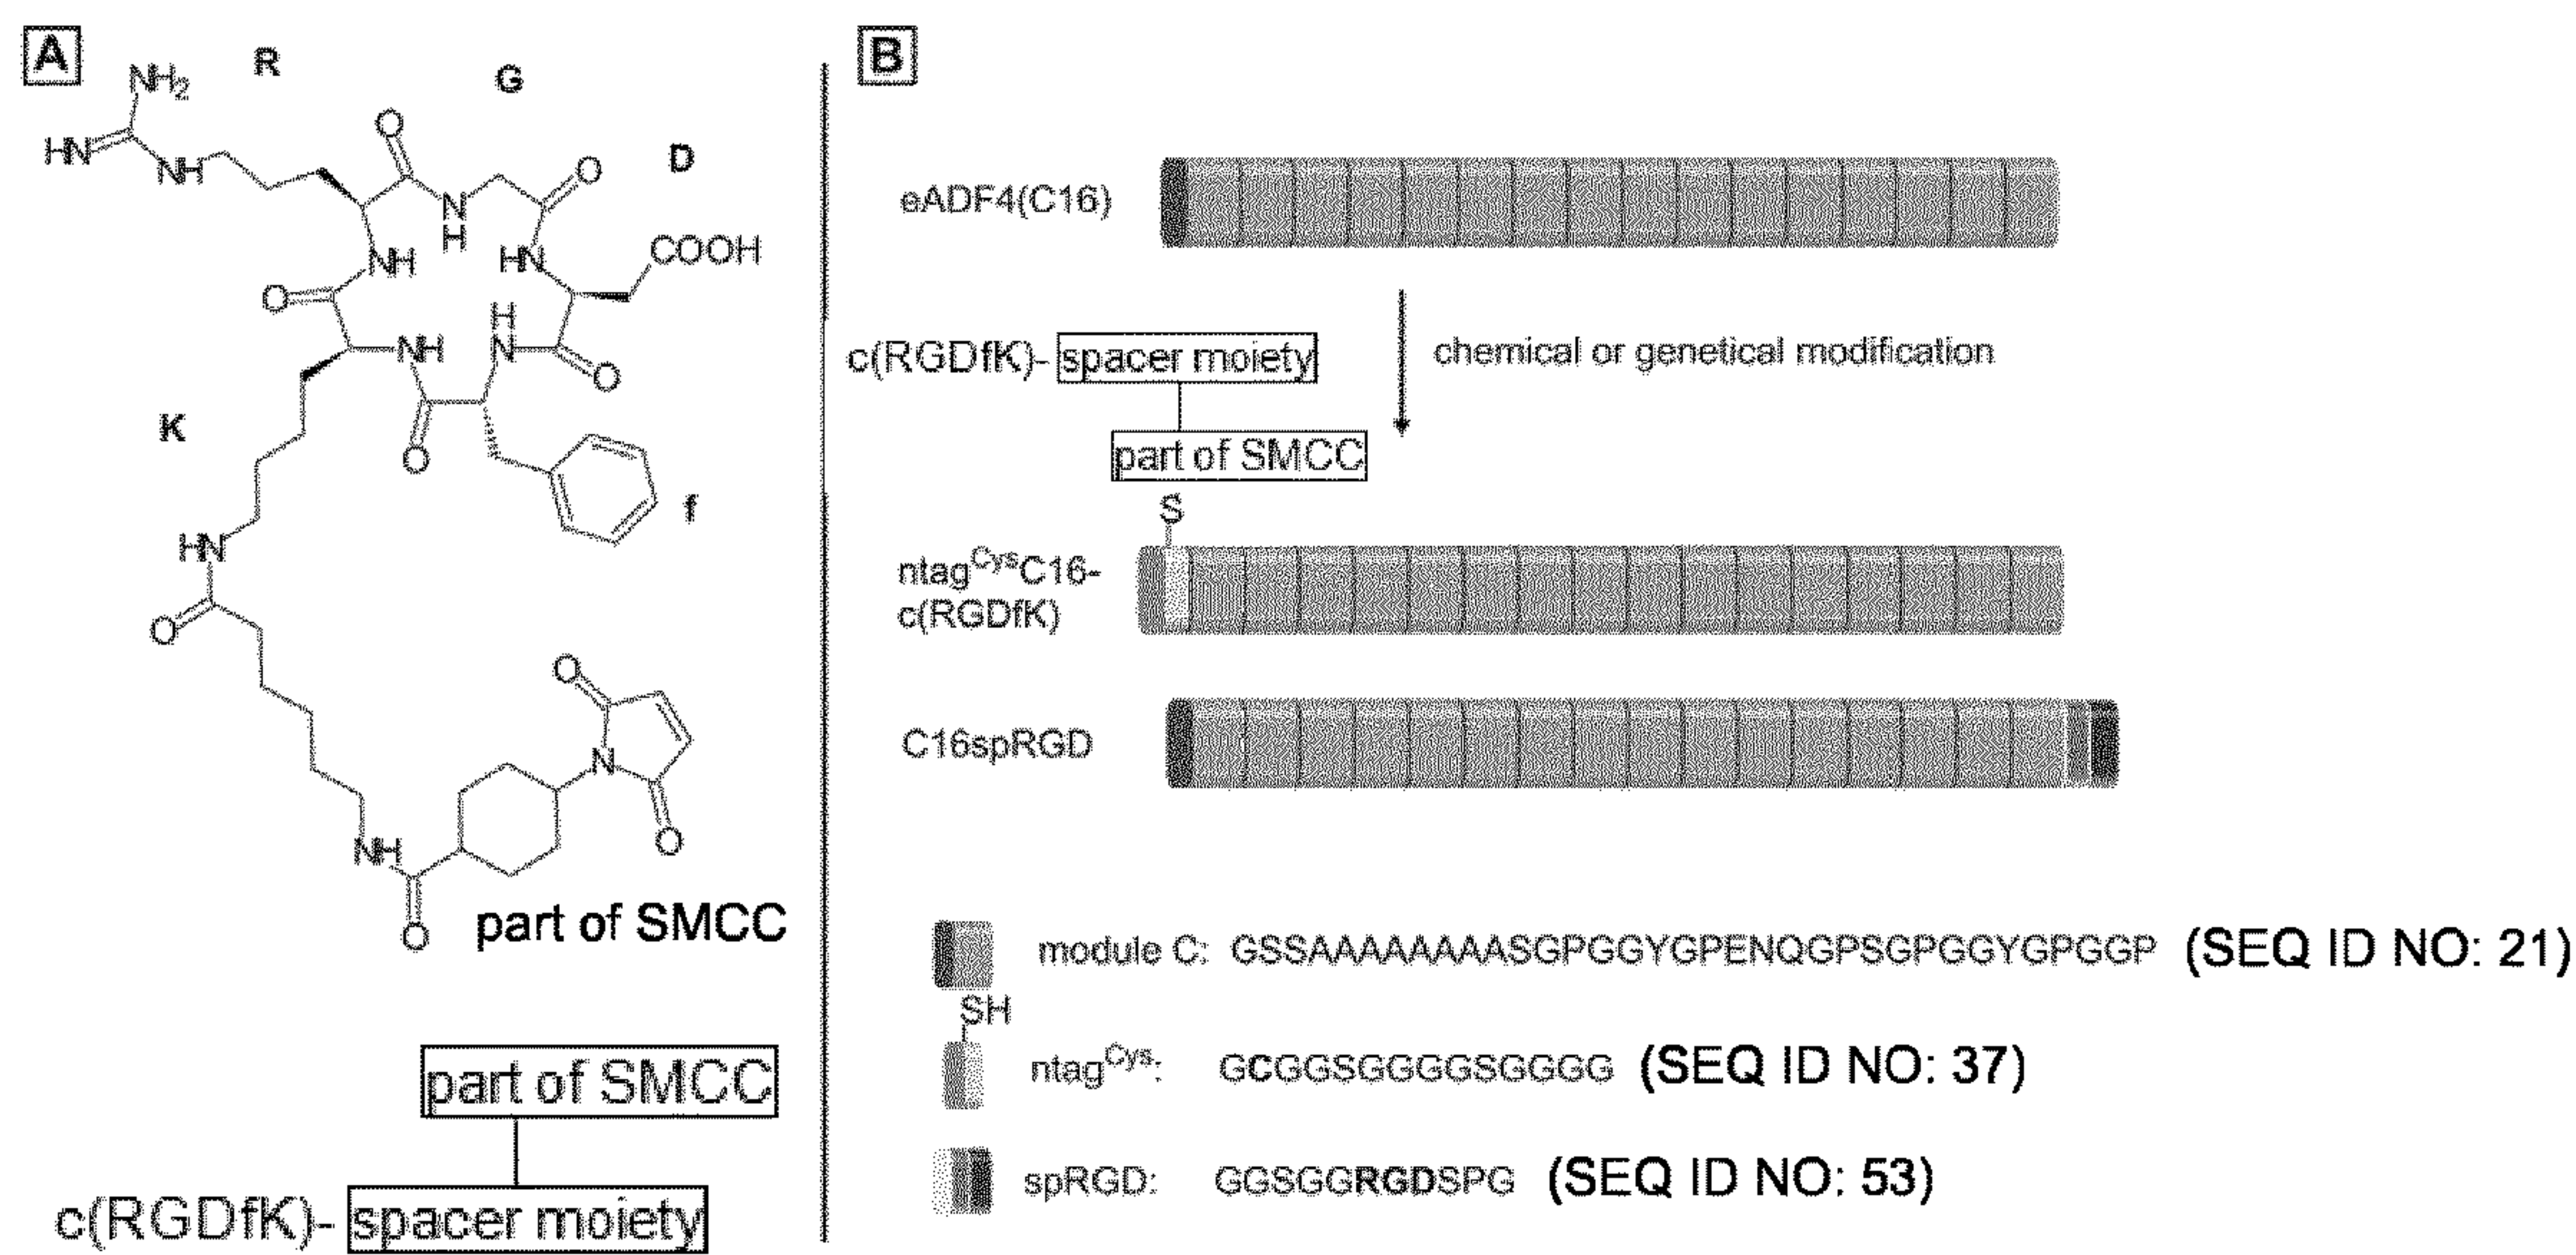 A
R
G
D
NH2
HN
NH
O
O
N
H
NH
HN
COOH
O
H
NH
N
O
K
O
f
HN
O
O
N
NH
O
O
part of SMCC
part of SMCC
c(RGDfK)- spacer moiety
B
eADF4(C16)
c(RGDfK)- spacer moiety
chemical or genetical modification
part of SMCC
S
ntagCysC16-
c(RGDfK)
C16spRGD
module C: GSSAAAAAAAASGPGGYGPENQGPSGPGGYGPGGP (SEQ ID NO: 21)
SH
ntagCys: GCGGSGGGGSGGGG (SEQ ID NO: 37)
spRGD: GGSGGRGDSPG (SEQ ID NO: 53)